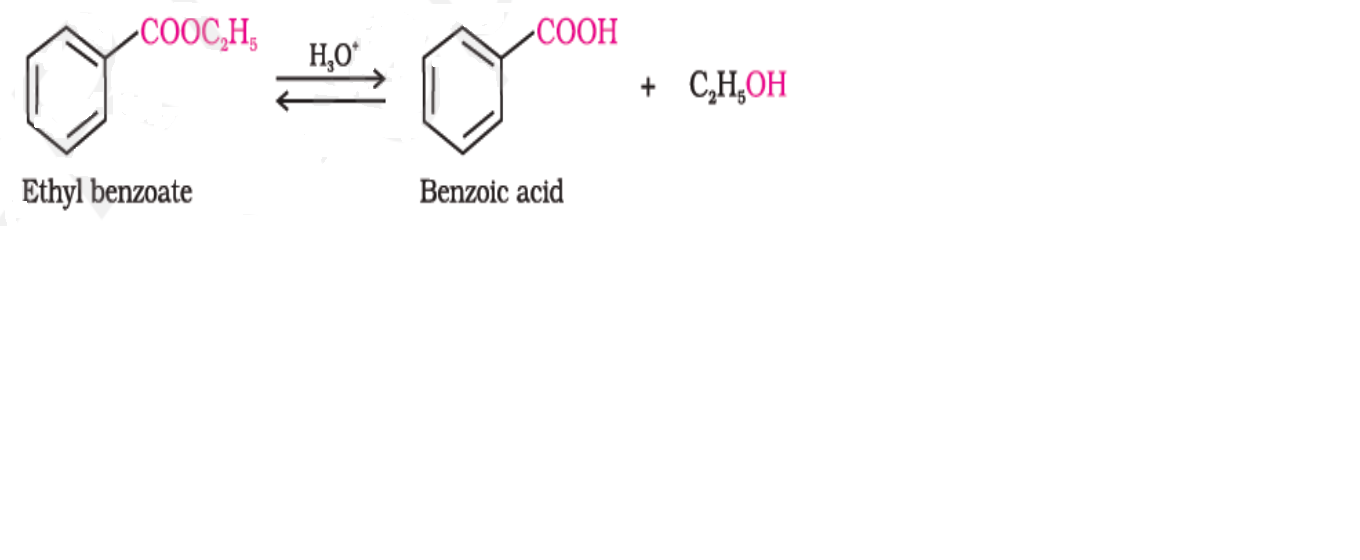 COOC₂H₅ H₃O⁺ COOH + C₂H₅OH
Ethyl benzoate Benzoic acid